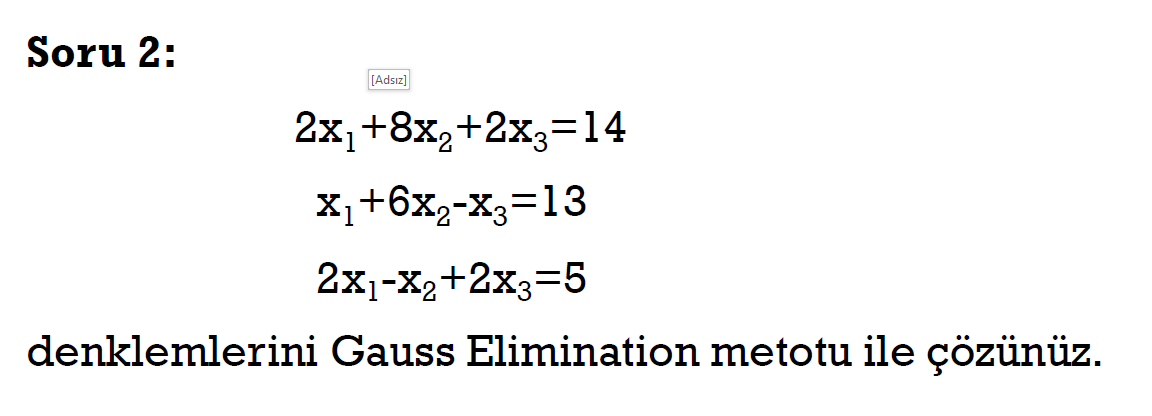 Soru 2:
[Adsız]
2x₁+8x₂+2x₃=14
x₁+6x₂-x₃=13
2x₁-x₂+2x₃=5
denklemlerini Gauss Elimination metotu ile çözünüz.